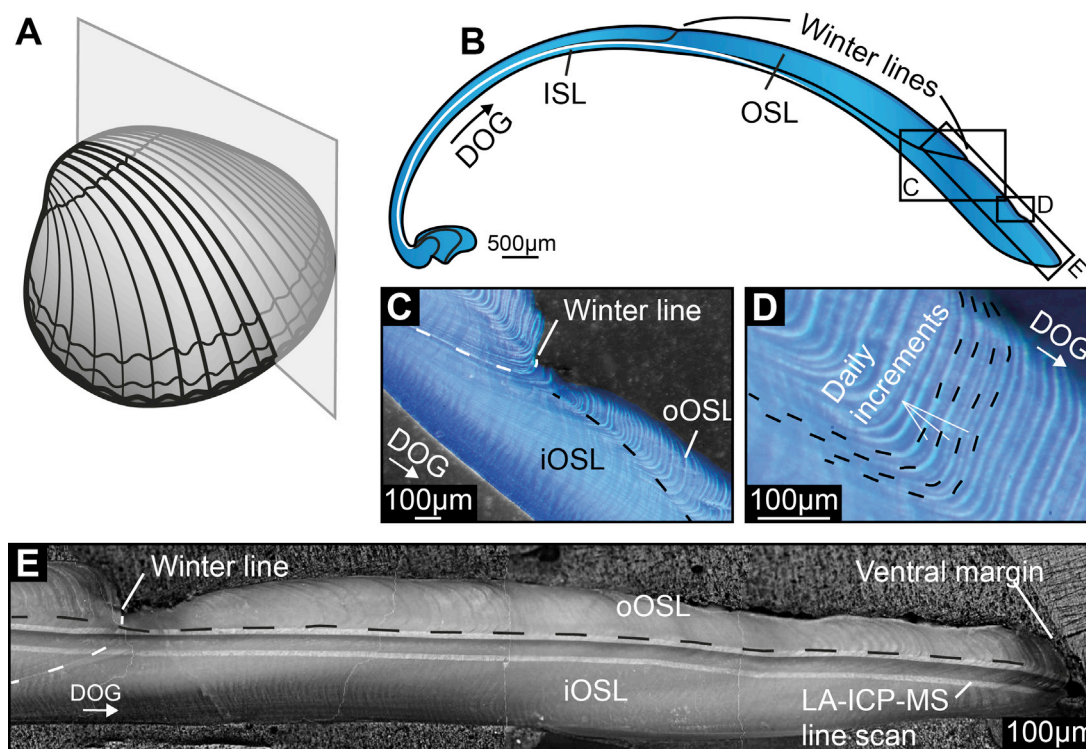 A
B
Winter lines
ISL
OSL
DOG
C
D
E
500µm
C
Winter line
oOSL
iOSL
DOG
100µm
D
DOG
Daily
increments
100µm
E
Winter line
Ventral margin
oOSL
DOG
iOSL
LA-ICP-MS
line scan
100µm